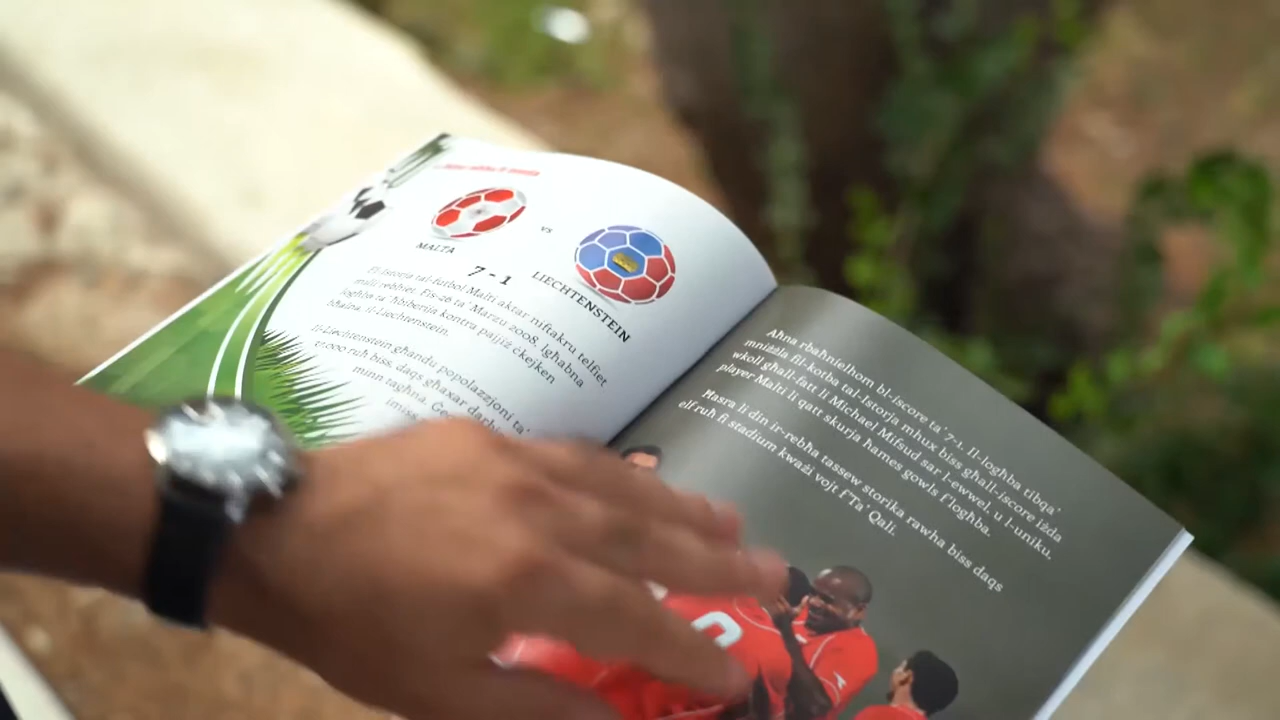 MALTA
vs
LIECHTENSTEIN
7 - 1
Fl-istorja tal-futbol Malti aktar niftakru telfiet
milli rebħiet. Fis-26 ta' Marzu 2008, lgħabna
logħba ta' ħbiberija kontra pajjiż ċkejken
bħalna, il-Liechtenstein.
Il-Liechtenstein għandu popolazzjoni ta'
ruħ biss, daqs għaxar darbiet
minn tagħna.
Aħna rbaħnielhom bl-iscore ta' 7-1. Il-logħba tibqa'
mniżżla fil-kotba tal-Istorja mhux biss għall-iscore iżda
wkoll għall-fatt li Michael Mifsud sar l-ewwel, u l-uniku,
player Malti li qatt skurja ħames gowls f'logħba.
Ħasra li din ir-rebħa tassew storika rawha biss daqs
elf ruħ fi stadium kważi vojt f'Ta' Qali.